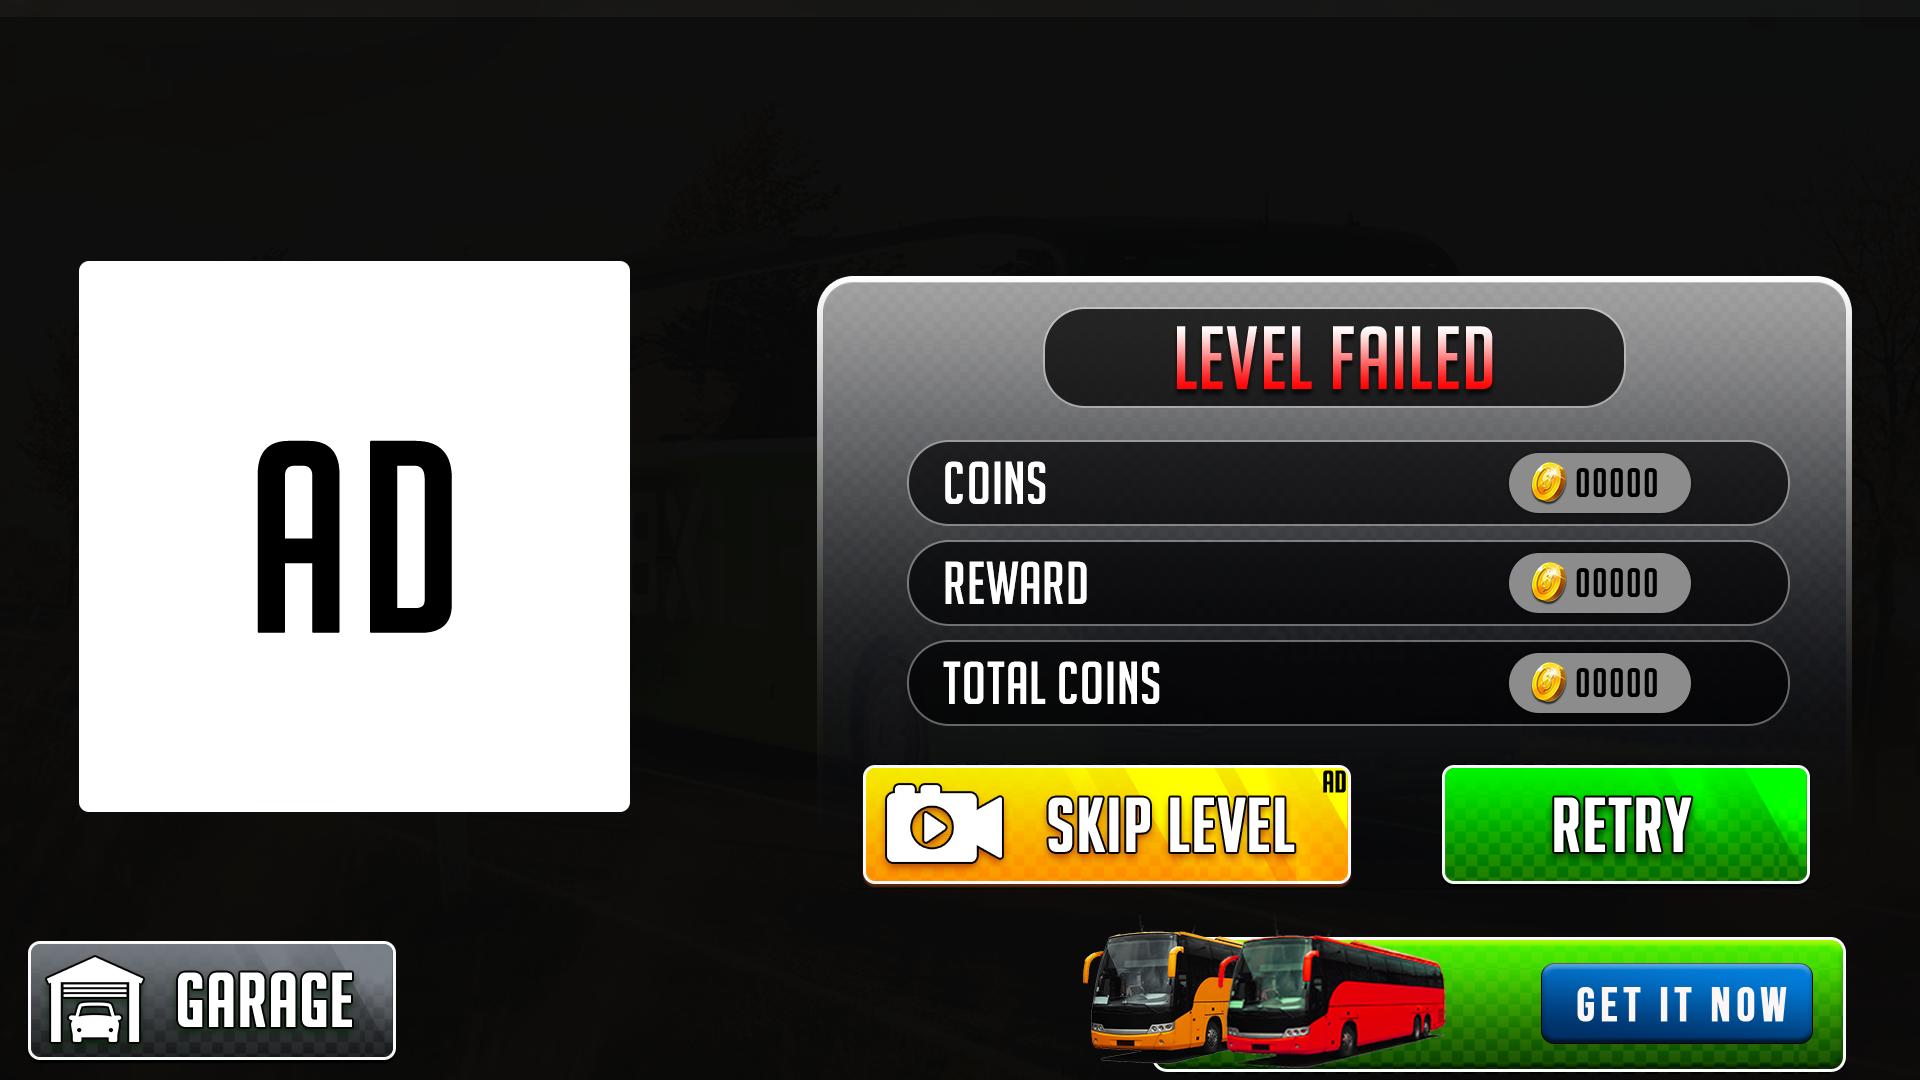 AD
LEVEL FAILED
COINS 00000
REWARD 00000
TOTAL COINS 00000
SKIP LEVEL AD
RETRY
GARAGE
GET IT NOW